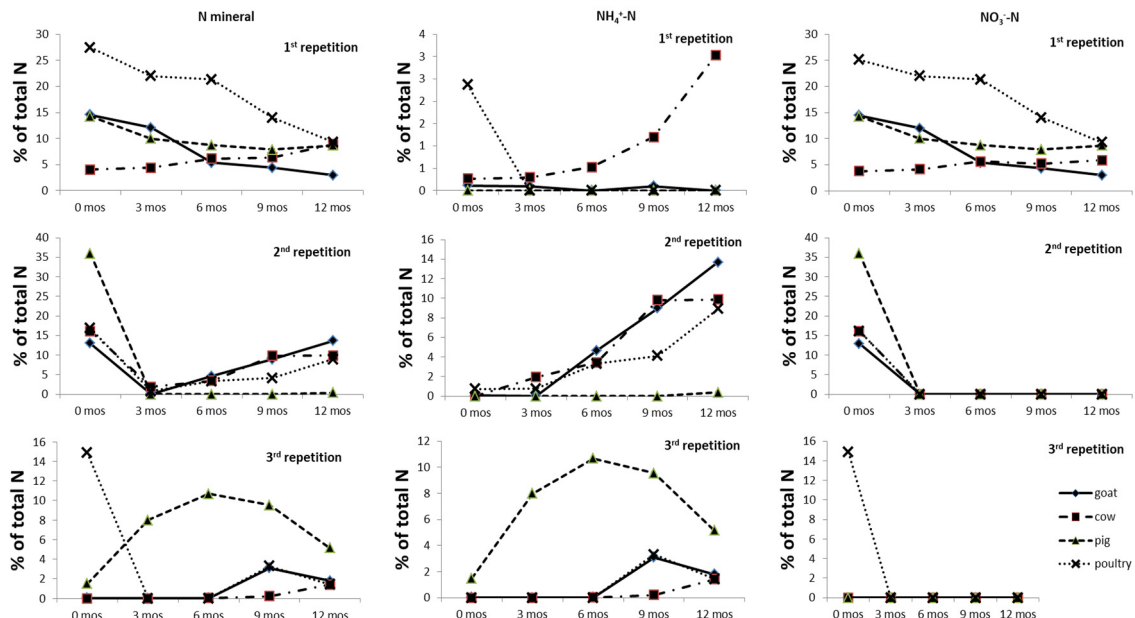 N mineral
NH₄⁺-N
NO₃⁻-N
1st repetition
% of total N
30
25
20
15
10
5
0
0 mos 3 mos 6 mos 9 mos 12 mos
1st repetition
% of total N
4
3
3
2
2
1
1
0
0 mos 3 mos 6 mos 9 mos 12 mos
1st repetition
% of total N
30
25
20
15
10
5
0
0 mos 3 mos 6 mos 9 mos 12 mos
2nd repetition
% of total N
40
35
30
25
20
15
10
5
0
0 mos 3 mos 6 mos 9 mos 12 mos
2nd repetition
% of total N
16
14
12
10
8
6
4
2
0
0 mos 3 mos 6 mos 9 mos 12 mos
2nd repetition
% of total N
40
35
30
25
20
15
10
5
0
0 mos 3 mos 6 mos 9 mos 12 mos
3rd repetition
% of total N
16
14
12
10
8
6
4
2
0
0 mos 3 mos 6 mos 9 mos 12 mos
3rd repetition
% of total N
12
10
8
6
4
2
0
0 mos 3 mos 6 mos 9 mos 12 mos
3rd repetition
% of total N
16
14
12
10
8
6
4
2
0
0 mos 3 mos 6 mos 9 mos 12 mos
goat
cow
pig
poultry